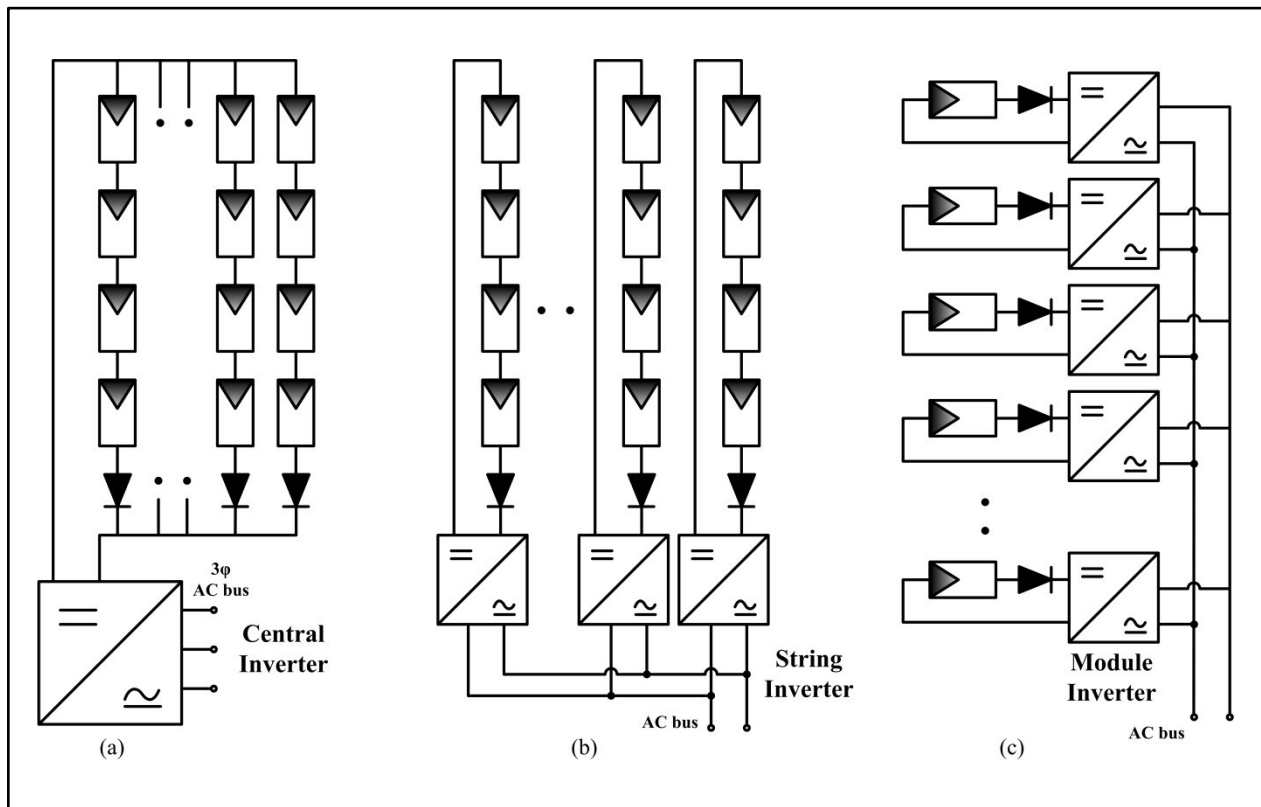 3φ
AC bus
Central
Inverter
(a)
String
Inverter
AC bus
(b)
Module
Inverter
AC bus
(c)